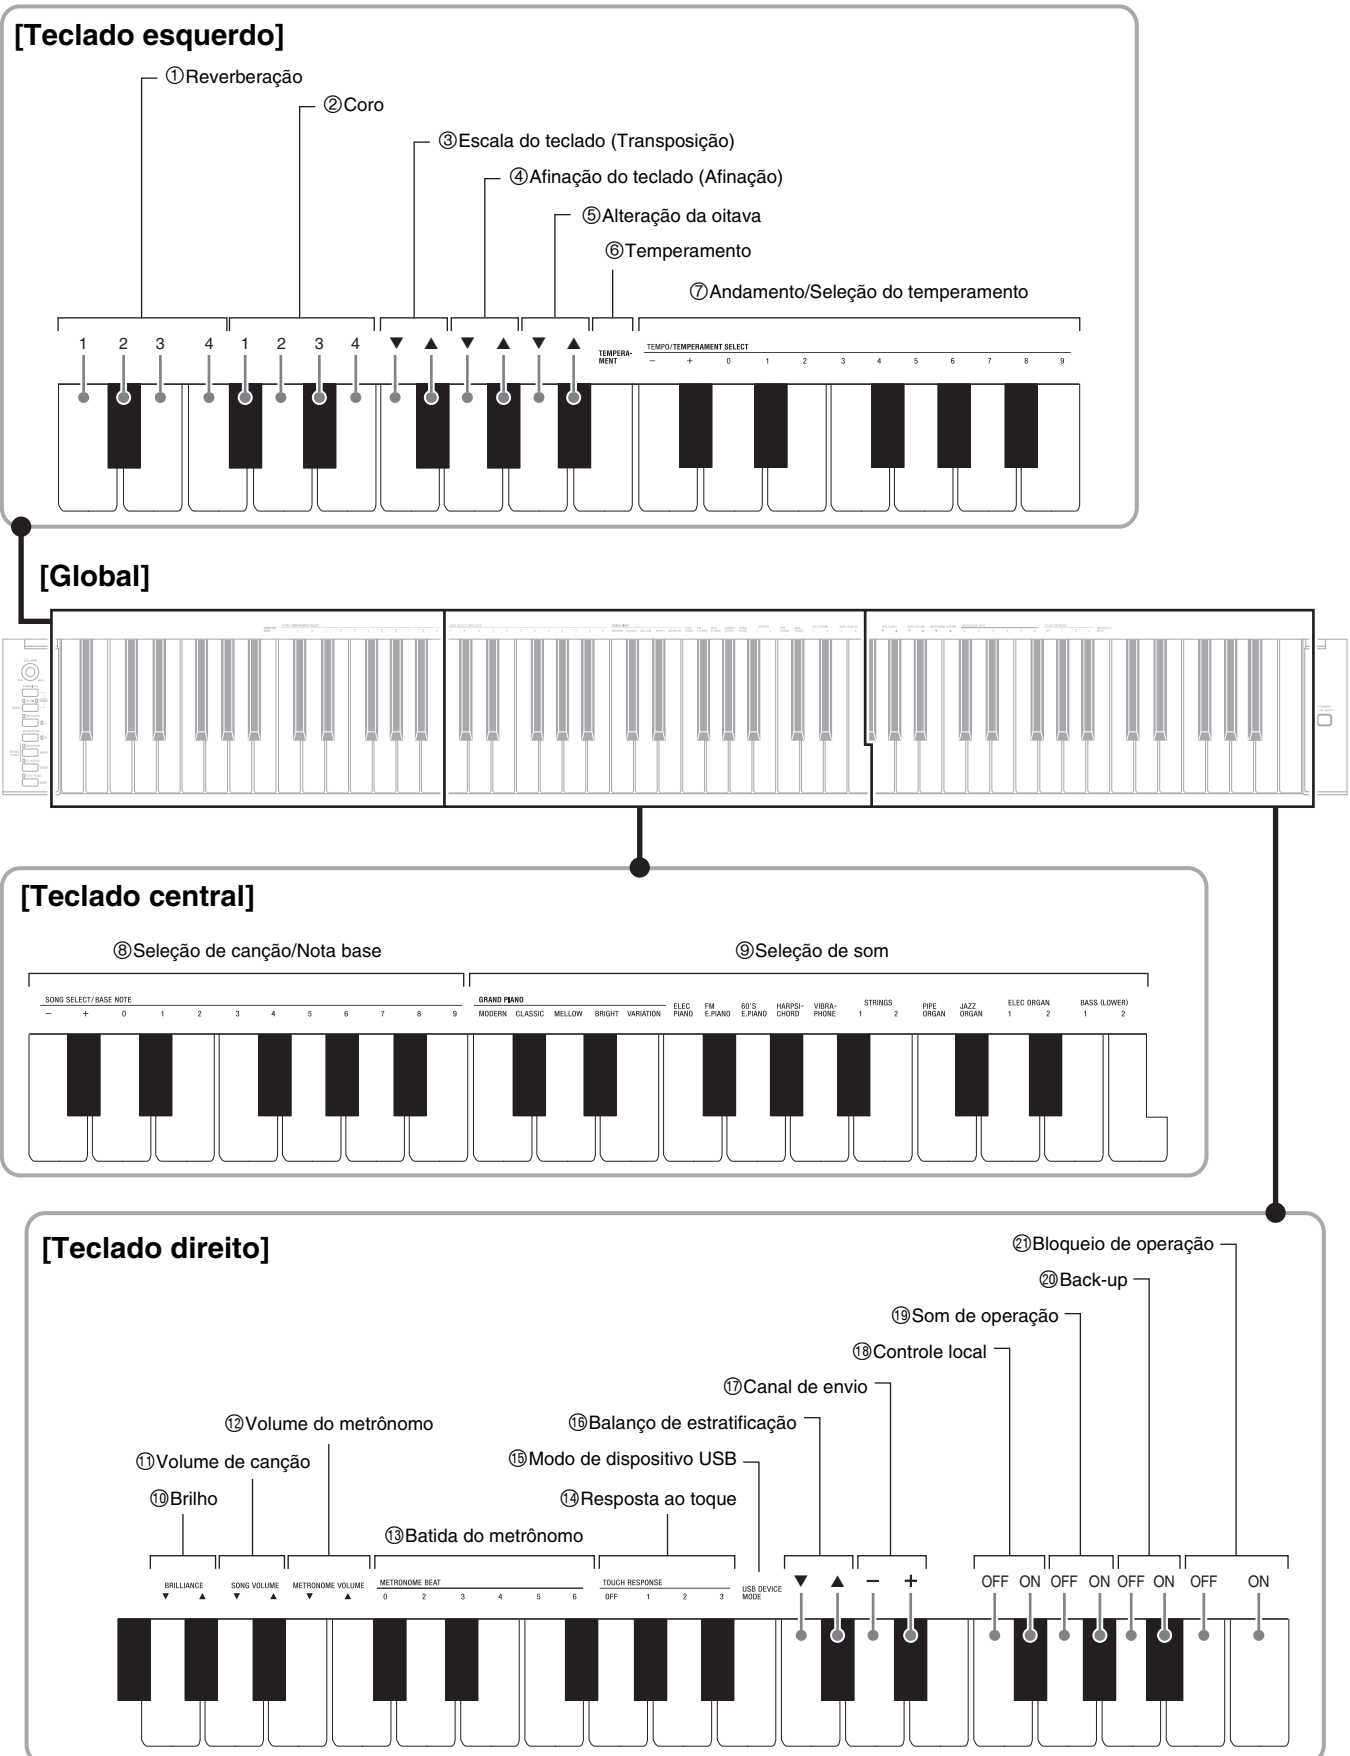 [Teclado esquerdo]
①Reverberação
②Coro
③Escala do teclado (Transposição)
④Afinação do teclado (Afinação)
⑤Alteração da oitava
⑥Temperamento
⑦Andamento/Seleção do temperamento
1 2 3 4 1 2 3 4 ▼ ▲ ▼ ▲ ▼ ▲
TEMPERA-
MENT
TEMPO/TEMPERAMENT SELECT
− + 0 1 2 3 4 5 6 7 8 9
[Global]
[Teclado central]
⑧Seleção de canção/Nota base
⑨Seleção de som
SONG SELECT/BASE NOTE
− + 0 1 2 3 4 5 6 7 8 9
GRAND PIANO
MODERN CLASSIC MELLOW BRIGHT VARIATION
ELEC
PIANO
FM
E.PIANO
60'S
E.PIANO
HARPSI-
CHORD
VIBRA-
PHONE
STRINGS
1 2
PIPE
ORGAN
JAZZ
ORGAN
ELEC ORGAN
1 2
BASS (LOWER)
1 2
[Teclado direito]
㉑Bloqueio de operação
⑳Back-up
⑲Som de operação
⑱Controle local
⑰Canal de envio
⑯Balanço de estratificação
⑫Volume do metrônomo
⑮Modo de dispositivo USB
⑪Volume de canção
⑭Resposta ao toque
⑩Brilho
⑬Batida do metrônomo
BRILLIANCE
▼ ▲
SONG VOLUME
▼ ▲
METRONOME VOLUME
▼ ▲
METRONOME BEAT
0 2 3 4 5 6
TOUCH RESPONSE
OFF 1 2 3
USB DEVICE
MODE
▼ ▲ − + OFF ON OFF ON OFF ON OFF ON